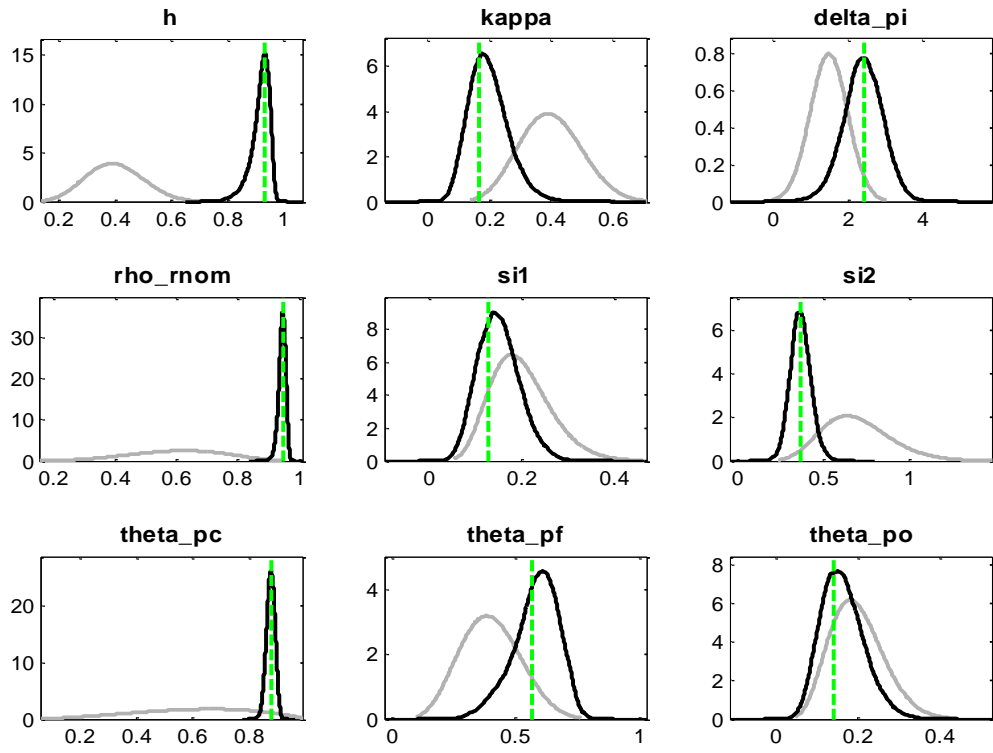 h kappa delta_pi
15 10 5 0
0.2 0.4 0.6 0.8 1
6 4 2 0
0 0.2 0.4 0.6
0.8 0.6 0.4 0.2 0
0 2 4
rho_rnom si1 si2
30 20 10 0
0.2 0.4 0.6 0.8 1
8 6 4 2 0
0 0.2 0.4
6 4 2 0
0 0.5 1
theta_pc theta_pf theta_po
20 10 0
0.2 0.4 0.6 0.8
4 2 0
0 0.5 1
8 6 4 2 0
0 0.2 0.4